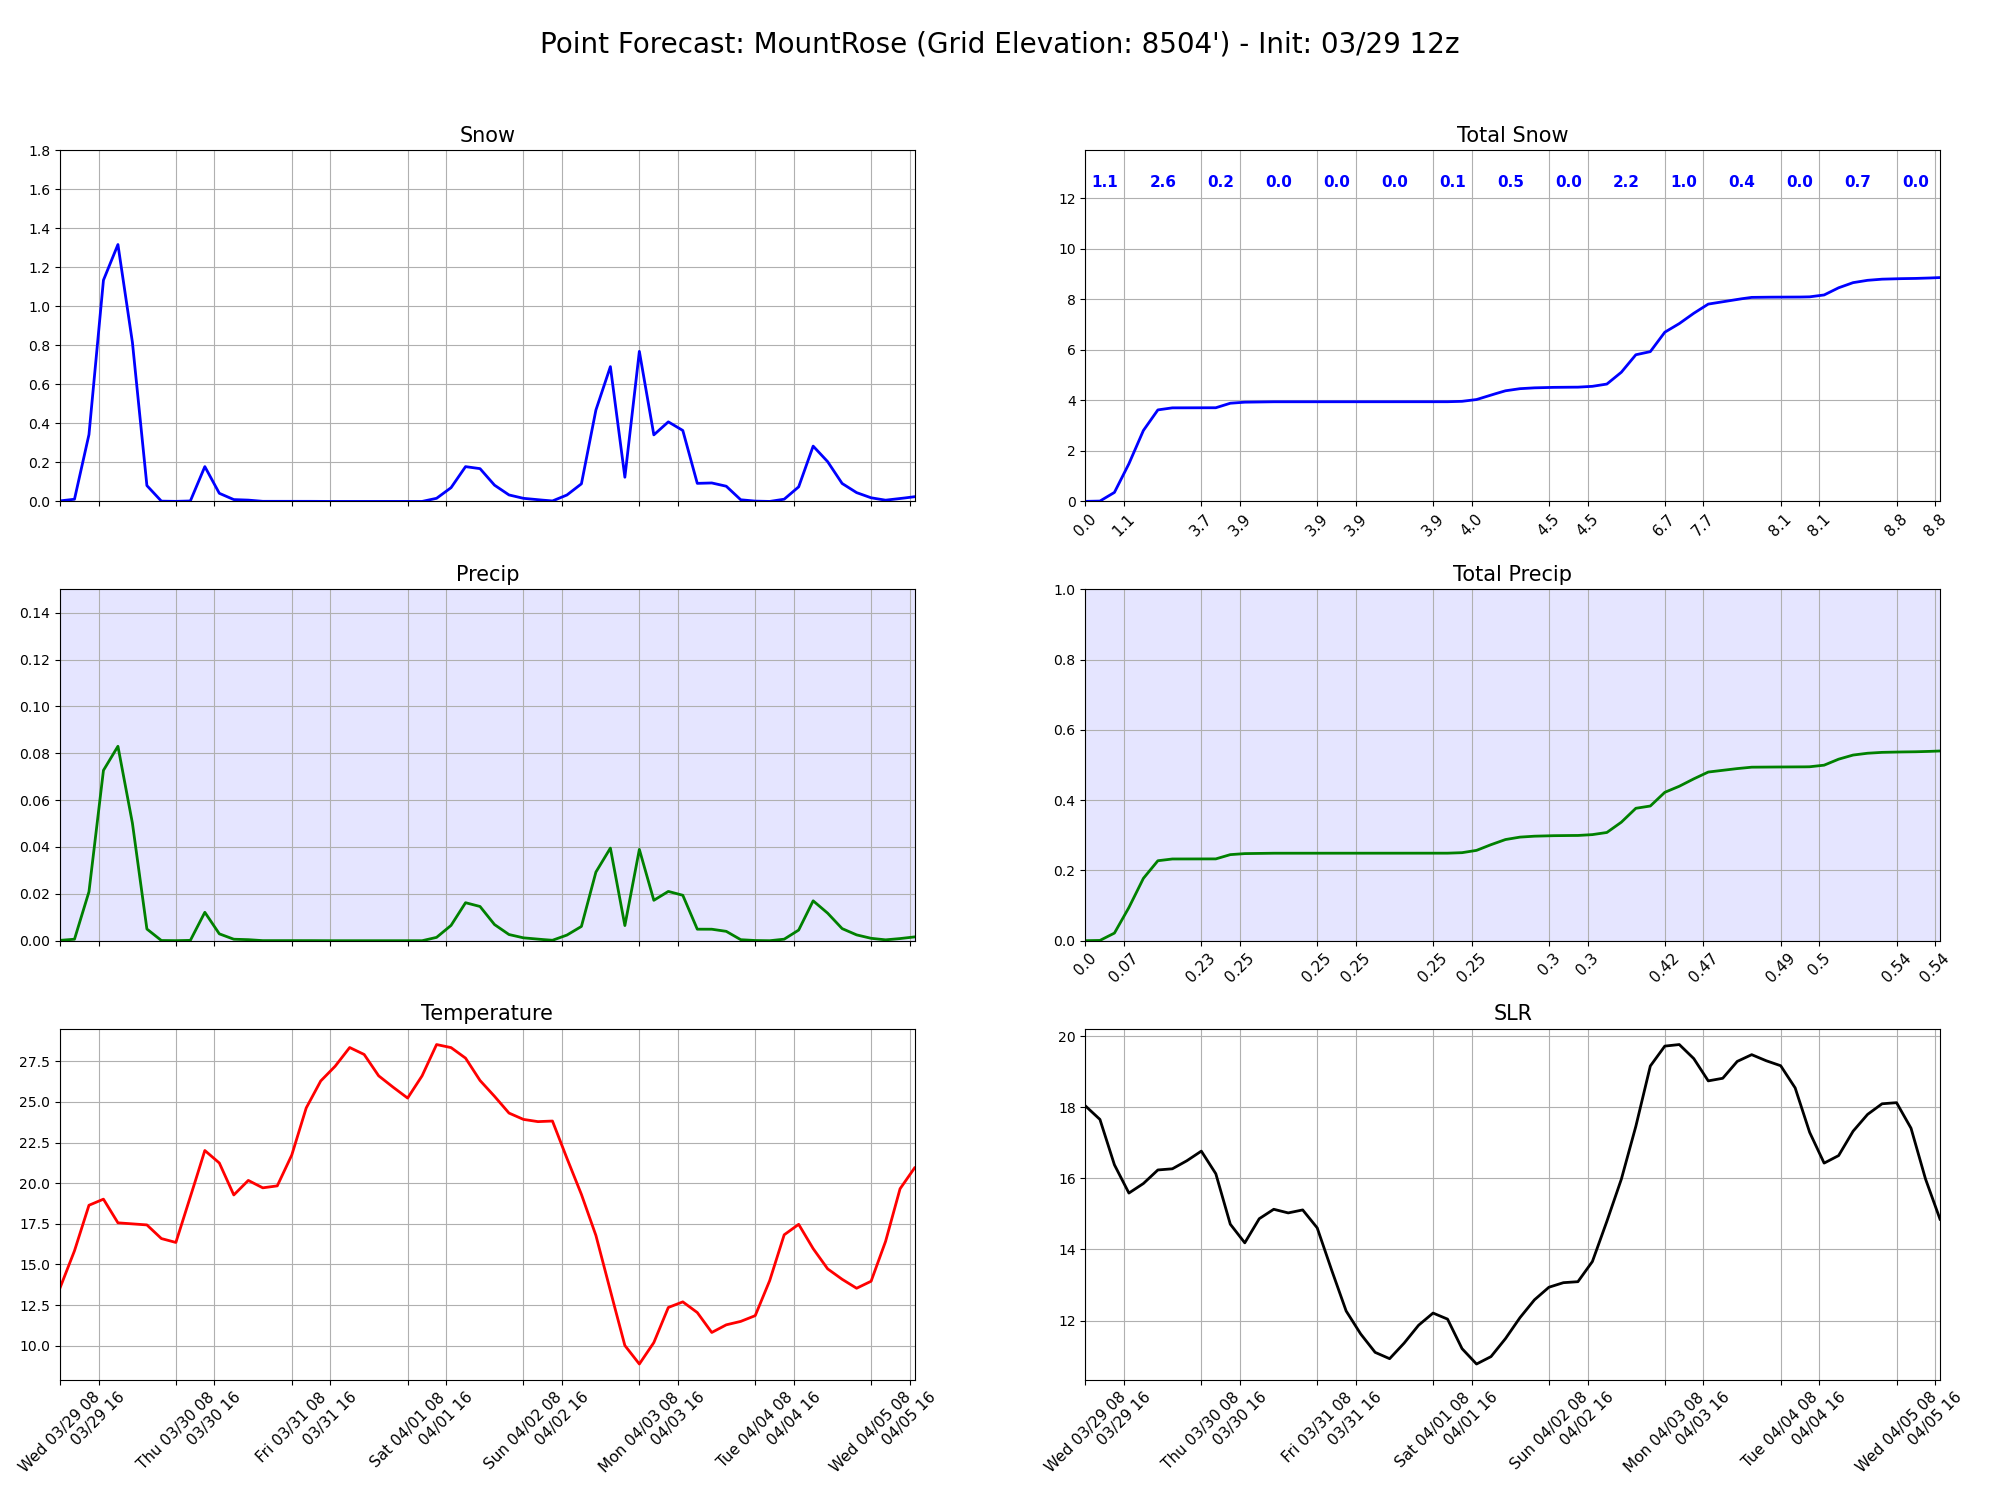 Point Forecast: MountRose (Grid Elevation: 8504') - Init: 03/29 12z
Snow
1.8
1.6
1.4
1.2
1.0
0.8
0.6
0.4
0.2
0.0
Total Snow
1.1 2.6 0.2 0.0 0.0 0.0 0.1 0.5 0.0 2.2 1.0 0.4 0.0 0.7 0.0
12
10
8
6
4
2
0
0.0 1.1 3.7 3.9 3.9 3.9 3.9 4.0 4.5 4.5 6.7 7.7 8.1 8.1 8.8 8.8
Precip
0.14
0.12
0.10
0.08
0.06
0.04
0.02
0.00
Total Precip
1.0
0.8
0.6
0.4
0.2
0.0
0.0 0.07 0.23 0.25 0.25 0.25 0.25 0.25 0.3 0.3 0.42 0.47 0.49 0.5 0.54 0.54
Temperature
27.5
25.0
22.5
20.0
17.5
15.0
12.5
10.0
Wed 03/29 08
03/29 16
Thu 03/30 08
03/30 16
Fri 03/31 08
03/31 16
Sat 04/01 08
04/01 16
Sun 04/02 08
04/02 16
Mon 04/03 08
04/03 16
Tue 04/04 08
04/04 16
Wed 04/05 08
04/05 16
SLR
20
18
16
14
12
Wed 03/29 08
03/29 16
Thu 03/30 08
03/30 16
Fri 03/31 08
03/31 16
Sat 04/01 08
04/01 16
Sun 04/02 08
04/02 16
Mon 04/03 08
04/03 16
Tue 04/04 08
04/04 16
Wed 04/05 08
04/05 16